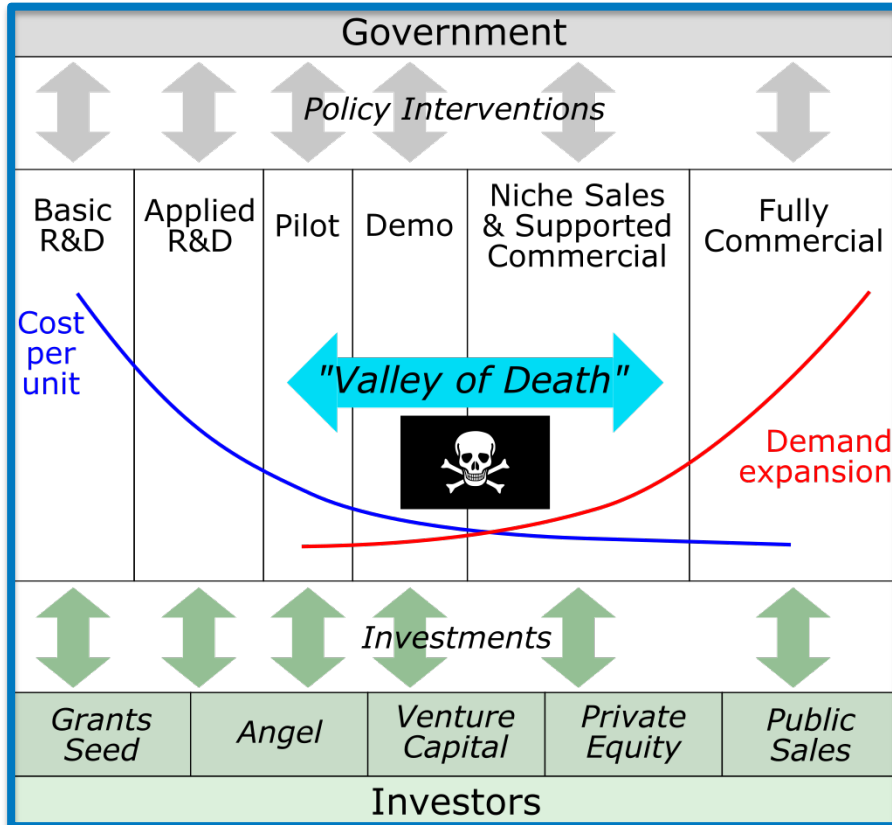 Government
Policy Interventions
Basic
R&D
Applied
R&D
Pilot
Demo
Niche Sales
& Supported
Commercial
Fully
Commercial
Cost
per
unit
"Valley of Death"
Demand
expansion
Investments
Grants
Seed
Angel
Venture
Capital
Private
Equity
Public
Sales
Investors